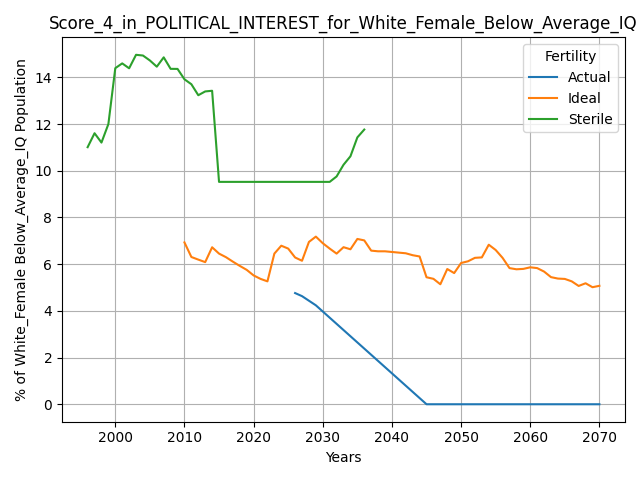 Score_4_in_POLITICAL_INTEREST_for_White_Female_Below_Average_IQ
% of White_Female Below_Average_IQ Population
14
12
10
8
6
4
2
0
Fertility
Actual
Ideal
Sterile
2000 2010 2020 2030 2040 2050 2060 2070
Years